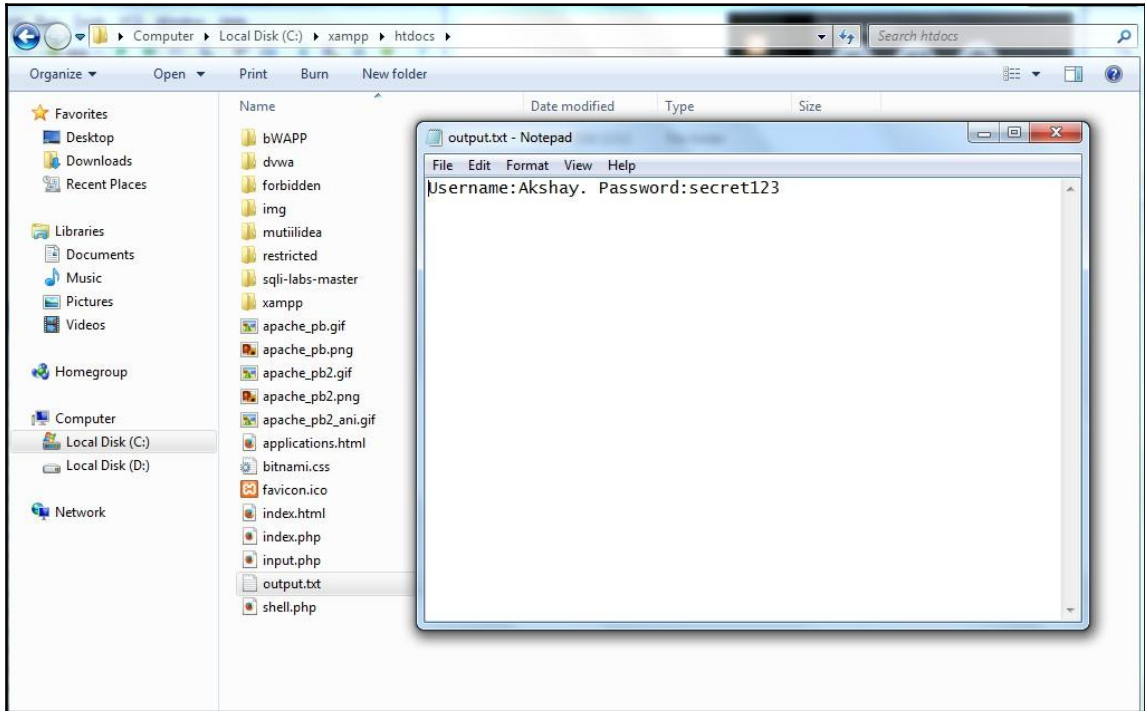 Computer Local Disk (C:) xampp htdocs
Search htdocs
Organize Open Print Burn New folder
Favorites
Desktop
Downloads
Recent Places
Libraries
Documents
Music
Pictures
Videos
Homegroup
Computer
Local Disk (C:)
Local Disk (D:)
Network
Name Date modified Type Size
bWAPP
dvwa
forbidden
img
mutiilidea
restricted
sqli-labs-master
xampp
apache_pb.gif
apache_pb.png
apache_pb2.gif
apache_pb2.png
apache_pb2_ani.gif
applications.html
bitnami.css
favicon.ico
index.html
index.php
input.php
output.txt
shell.php
output.txt - Notepad
File Edit Format View Help
Username:Akshay. Password:secret123